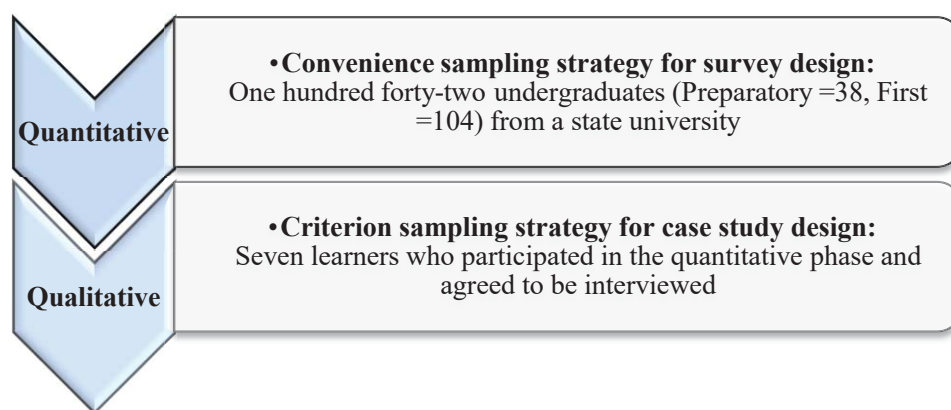 Quantitative
•Convenience sampling strategy for survey design:
One hundred forty-two undergraduates (Preparatory =38, First
=104) from a state university
Qualitative
•Criterion sampling strategy for case study design:
Seven learners who participated in the quantitative phase and
agreed to be interviewed